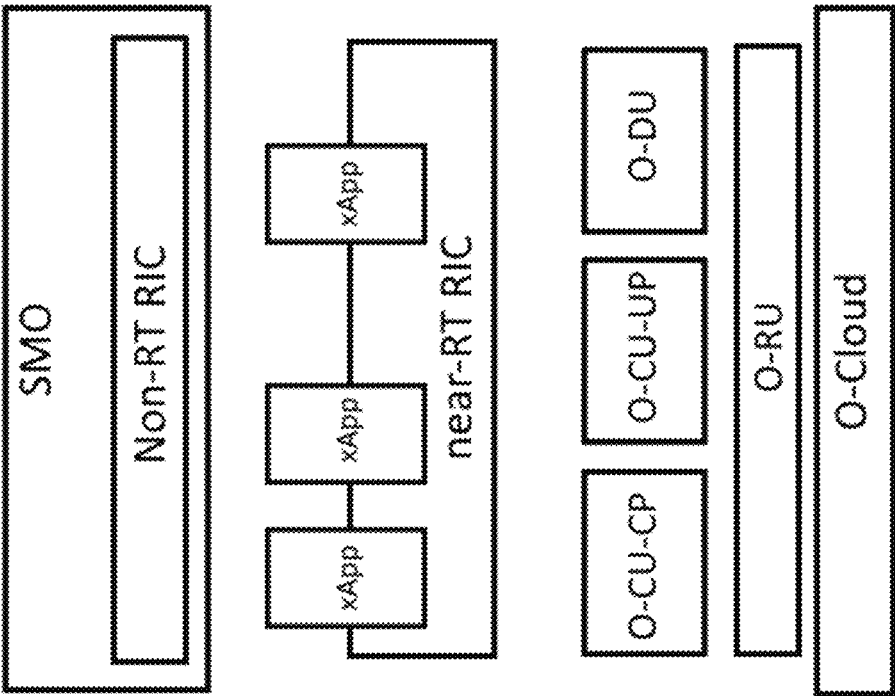 SMO
Non-RT RIC
xApp
xApp
xApp
near-RT RIC
O-CU-CP
O-CU-UP
O-DU
O-RU
O-Cloud